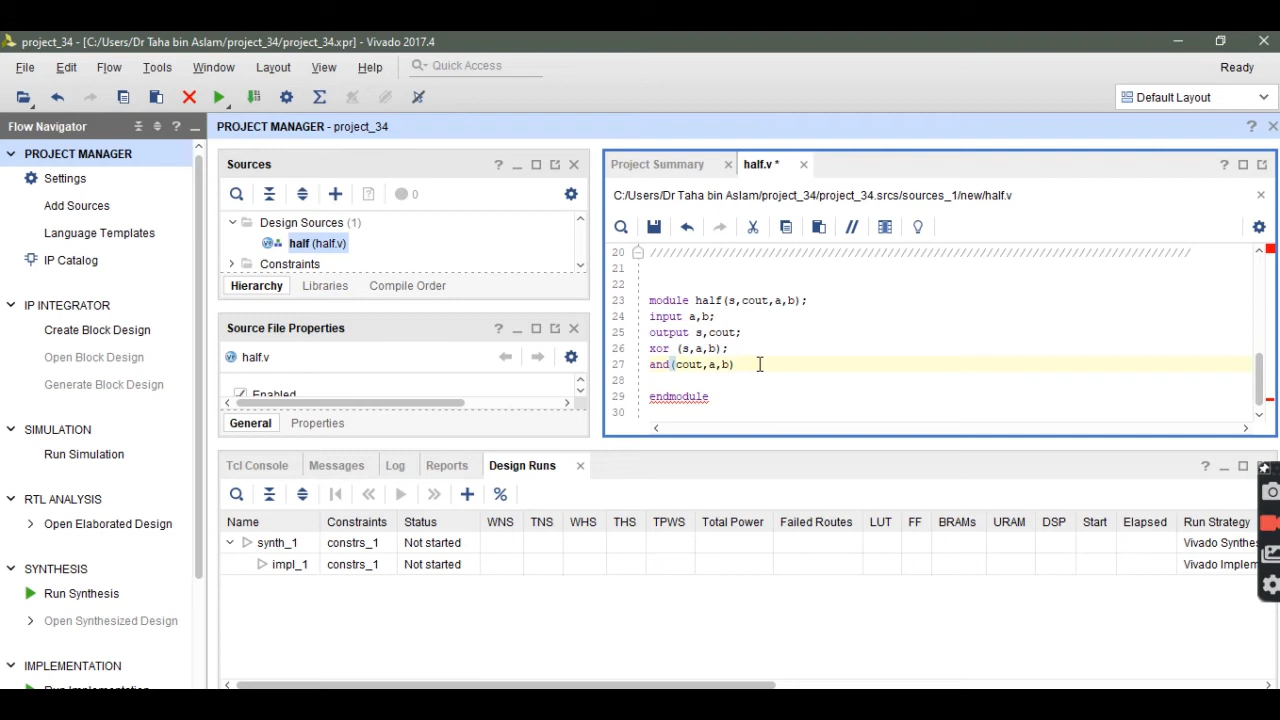 project_34 - [C:/Users/Dr Taha bin Aslam/project_34/project_34.xpr] - Vivado 2017.4
File Edit Flow Tools Window Layout View Help Quick Access Ready
Default Layout
Flow Navigator
PROJECT MANAGER
Settings
Add Sources
Language Templates
IP Catalog
IP INTEGRATOR
Create Block Design
Open Block Design
Generate Block Design
SIMULATION
Run Simulation
RTL ANALYSIS
Open Elaborated Design
SYNTHESIS
Run Synthesis
Open Synthesized Design
IMPLEMENTATION
Run Implementation
PROJECT MANAGER - project_34
Sources
0
Design Sources (1)
half (half.v)
Constraints
Hierarchy Libraries Compile Order
Source File Properties
half.v
Enabled
General Properties
Project Summary half.v *
C:/Users/Dr Taha bin Aslam/project_34/project_34.srcs/sources_1/new/half.v
20 //////////////////////////////////////////////////////////////////////////////////
21
22
23 module half(s,cout,a,b);
24 input a,b;
25 output s,cout;
26 xor (s,a,b);
27 and(cout,a,b)
28
29 endmodule
30
Tcl Console Messages Log Reports Design Runs
Name Constraints Status WNS TNS WHS THS TPWS Total Power Failed Routes LUT FF BRAMs URAM DSP Start Elapsed Run Strategy
synth_1 constrs_1 Not started Vivado Synthes
impl_1 constrs_1 Not started Vivado Implem